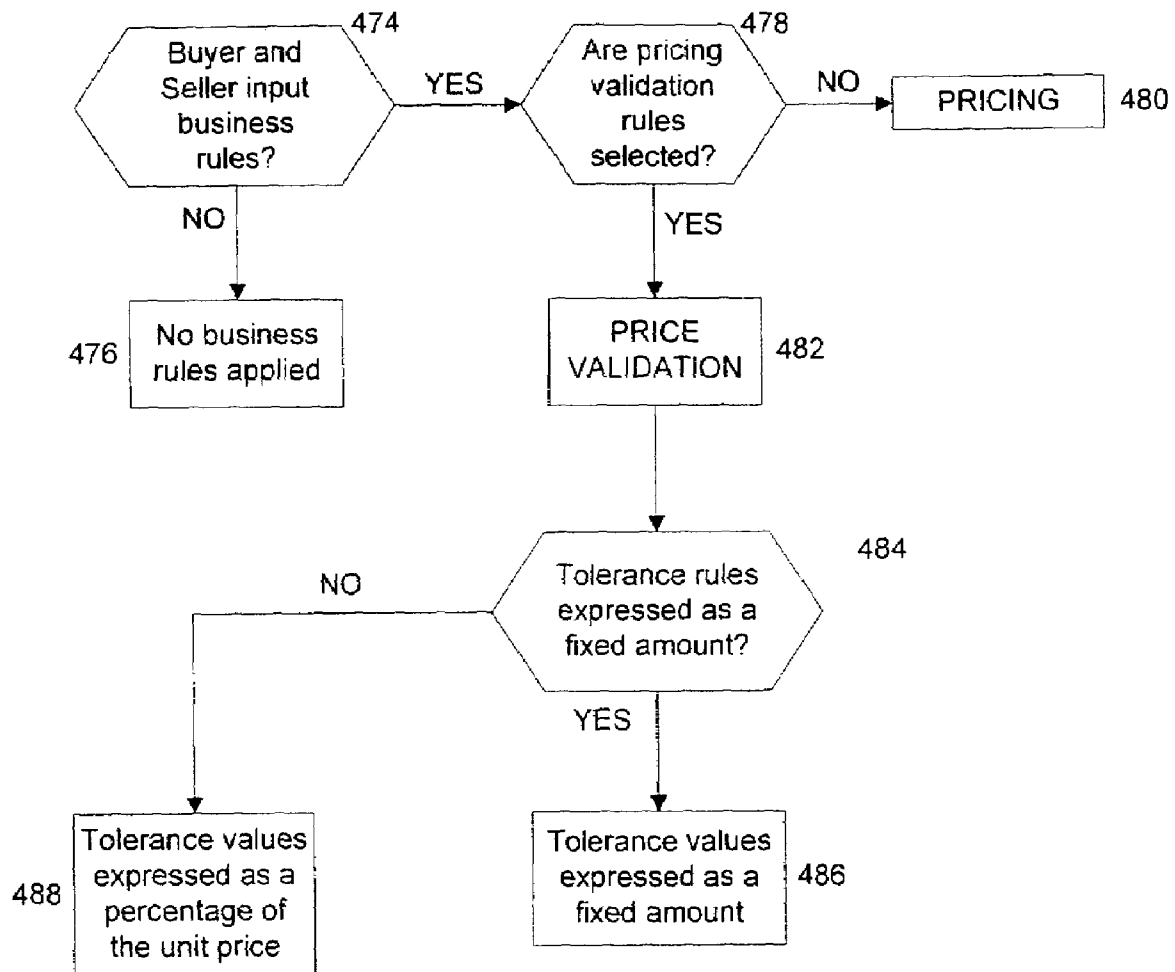 474
Buyer and
Seller input
business
rules?
YES
478
Are pricing
validation
rules
selected?
NO
PRICING
480
NO
YES
476
No business
rules applied
PRICE
VALIDATION
482
484
Tolerance rules
expressed as a
fixed amount?
NO
YES
488
Tolerance values
expressed as a
percentage of
the unit price
Tolerance values
expressed as a
fixed amount
486